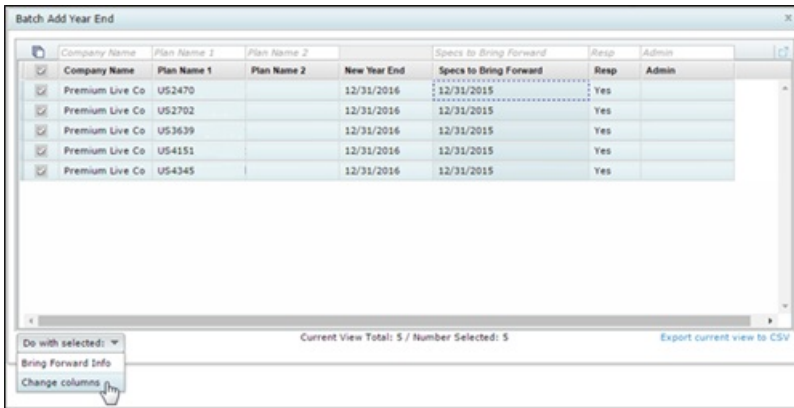 Batch Add Year End x
Company Name Plan Name 1 Plan Name 2 Specs to Bring Forward Resp Admin
Company Name Plan Name 1 Plan Name 2 New Year End Specs to Bring Forward Resp Admin
Premium Live Co US2470 12/31/2016 12/31/2015 Yes
Premium Live Co US2702 12/31/2016 12/31/2015 Yes
Premium Live Co US3639 12/31/2016 12/31/2015 Yes
Premium Live Co US4151 12/31/2016 12/31/2015 Yes
Premium Live Co US4345 12/31/2016 12/31/2015 Yes
Do with selected: Current View Total: 5 / Number Selected: 5 Export current view to CSV
Bring Forward Info
Change columns